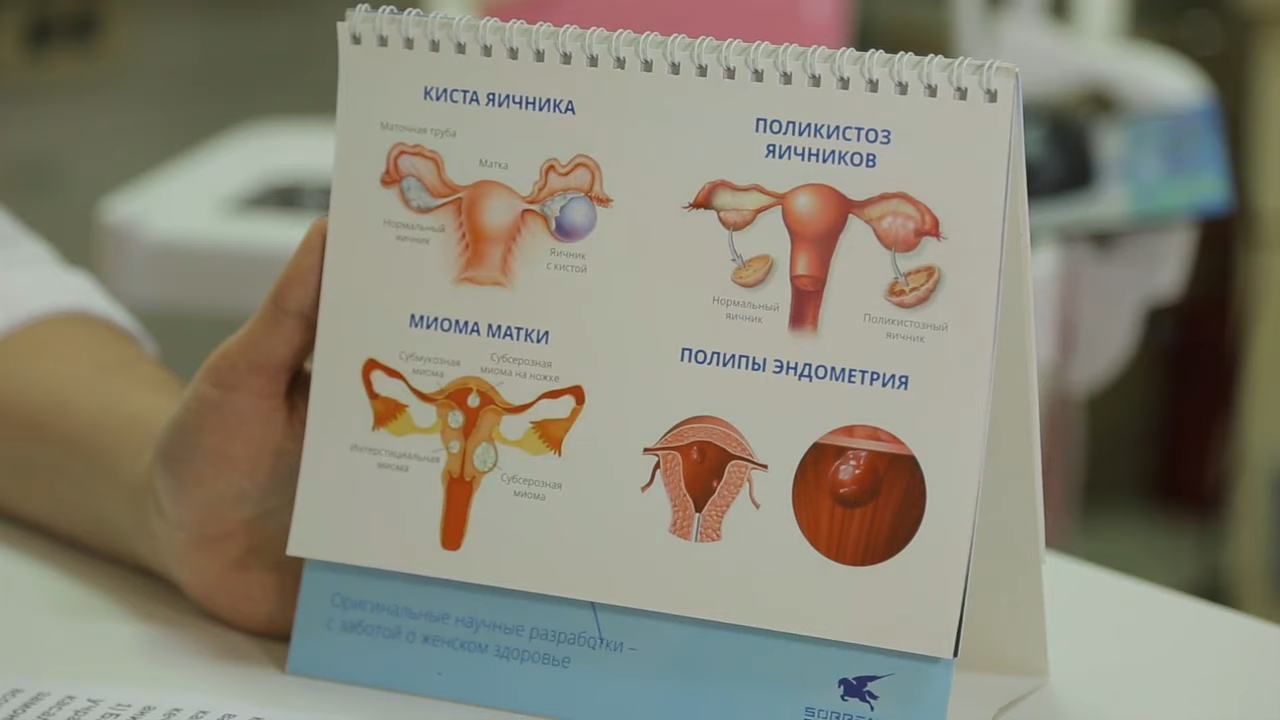 КИСТА ЯИЧНИКА
Маточная труба
Матка
Нормальный
яичник
Яичник
с кистой
ПОЛИКИСТОЗ
ЯИЧНИКОВ
Нормальный
яичник
Поликистозный
яичник
МИОМА МАТКИ
Субмукозная
миома
Субсерозная
миома на ножке
Интерстициальная
миома
Субсерозная
миома
ПОЛИПЫ ЭНДОМЕТРИЯ
Оригинальные научные разработки –
с заботой о женском здоровье